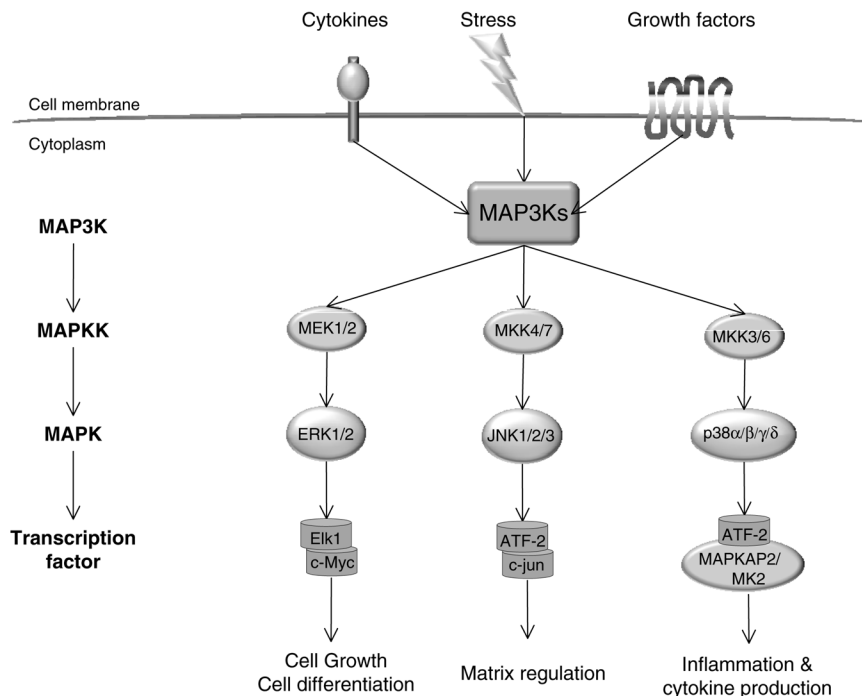 Cytokines
Stress
Growth factors
Cell membrane
Cytoplasm
MAP3Ks
MAP3K
MAPKK
MEK1/2
MKK4/7
MKK3/6
MAPK
ERK1/2
JNK1/2/3
p38α/β/γ/δ
Transcription
factor
Elk1
c-Myc
ATF-2
c-jun
ATF-2
MAPKAP2/
MK2
Cell Growth
Cell differentiation
Matrix regulation
Inflammation &
cytokine production